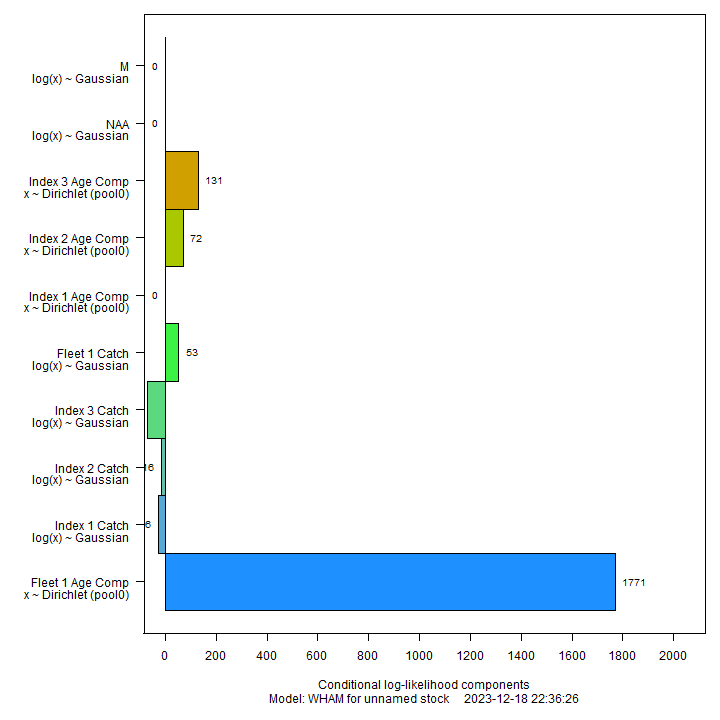 M
log(x) ~ Gaussian
0
NAA
log(x) ~ Gaussian
0
Index 3 Age Comp
x ~ Dirichlet (pool0)
131
Index 2 Age Comp
x ~ Dirichlet (pool0)
72
Index 1 Age Comp
x ~ Dirichlet (pool0)
0
Fleet 1 Catch
log(x) ~ Gaussian
53
Index 3 Catch
log(x) ~ Gaussian
Index 2 Catch
log(x) ~ Gaussian
16
Index 1 Catch
log(x) ~ Gaussian
6
Fleet 1 Age Comp
x ~ Dirichlet (pool0)
1771
0 200 400 600 800 1000 1200 1400 1600 1800 2000
Conditional log-likelihood components
Model: WHAM for unnamed stock 2023-12-18 22:36:26